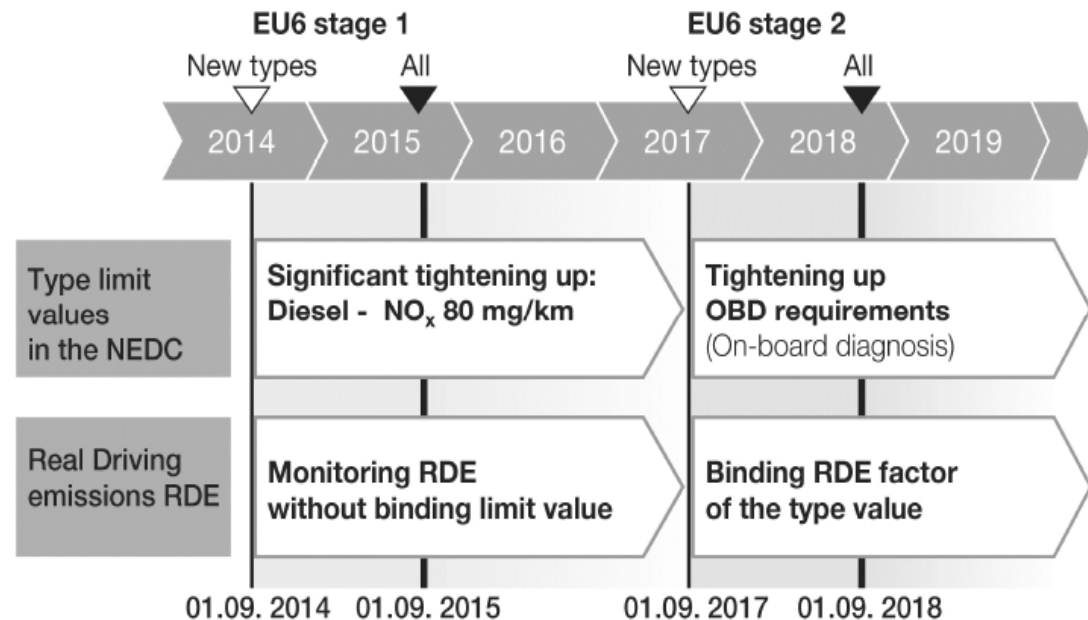 EU6 stage 1
EU6 stage 2
New types
All
New types
All
2014
2015
2016
2017
2018
2019
Type limit
values
in the NEDC
Significant tightening up:
Diesel - NOx 80 mg/km
Tightening up
OBD requirements
(On-board diagnosis)
Real Driving
emissions RDE
Monitoring RDE
without binding limit value
Binding RDE factor
of the type value
01.09. 2014
01.09. 2015
01.09. 2017
01.09. 2018